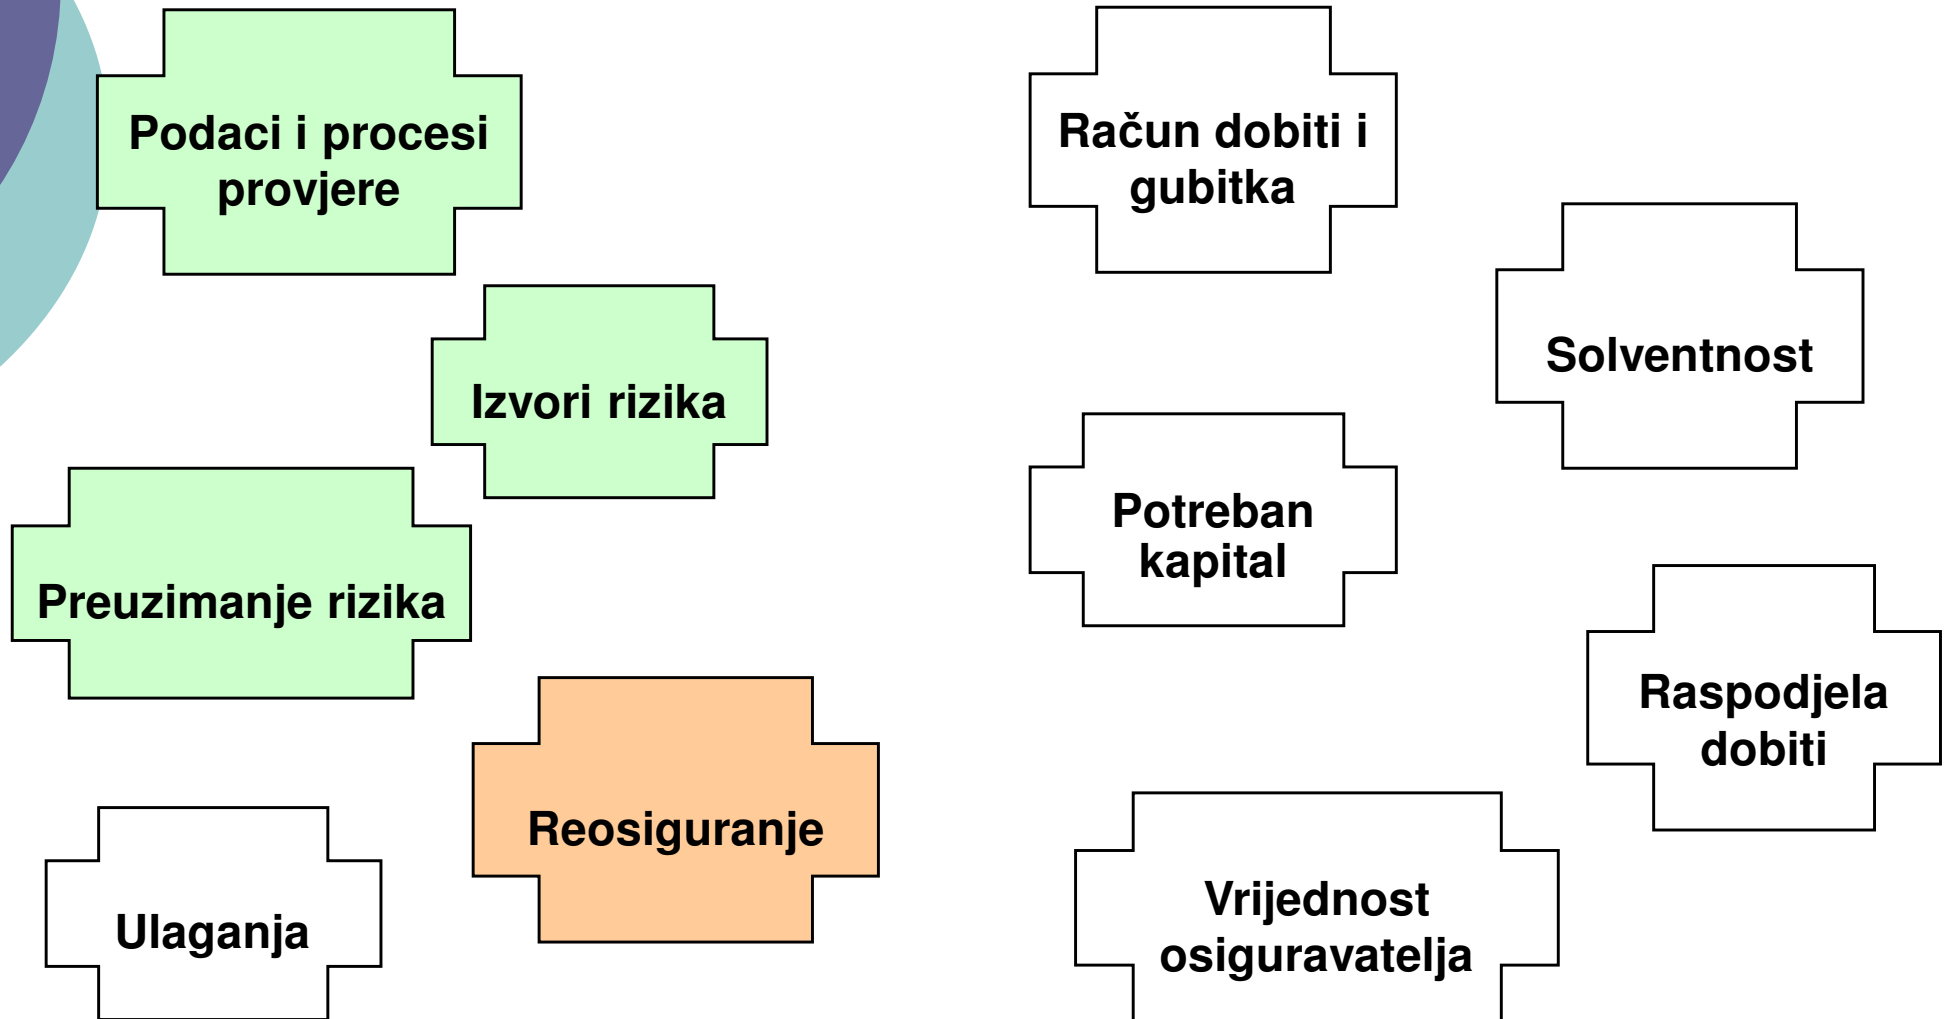 Podaci i procesi
provjere
Izvori rizika
Preuzimanje rizika
Reosiguranje
Ulaganja
Račun dobiti i
gubitka
Solventnost
Potreban
kapital
Raspodjela
dobiti
Vrijednost
osiguravatelja